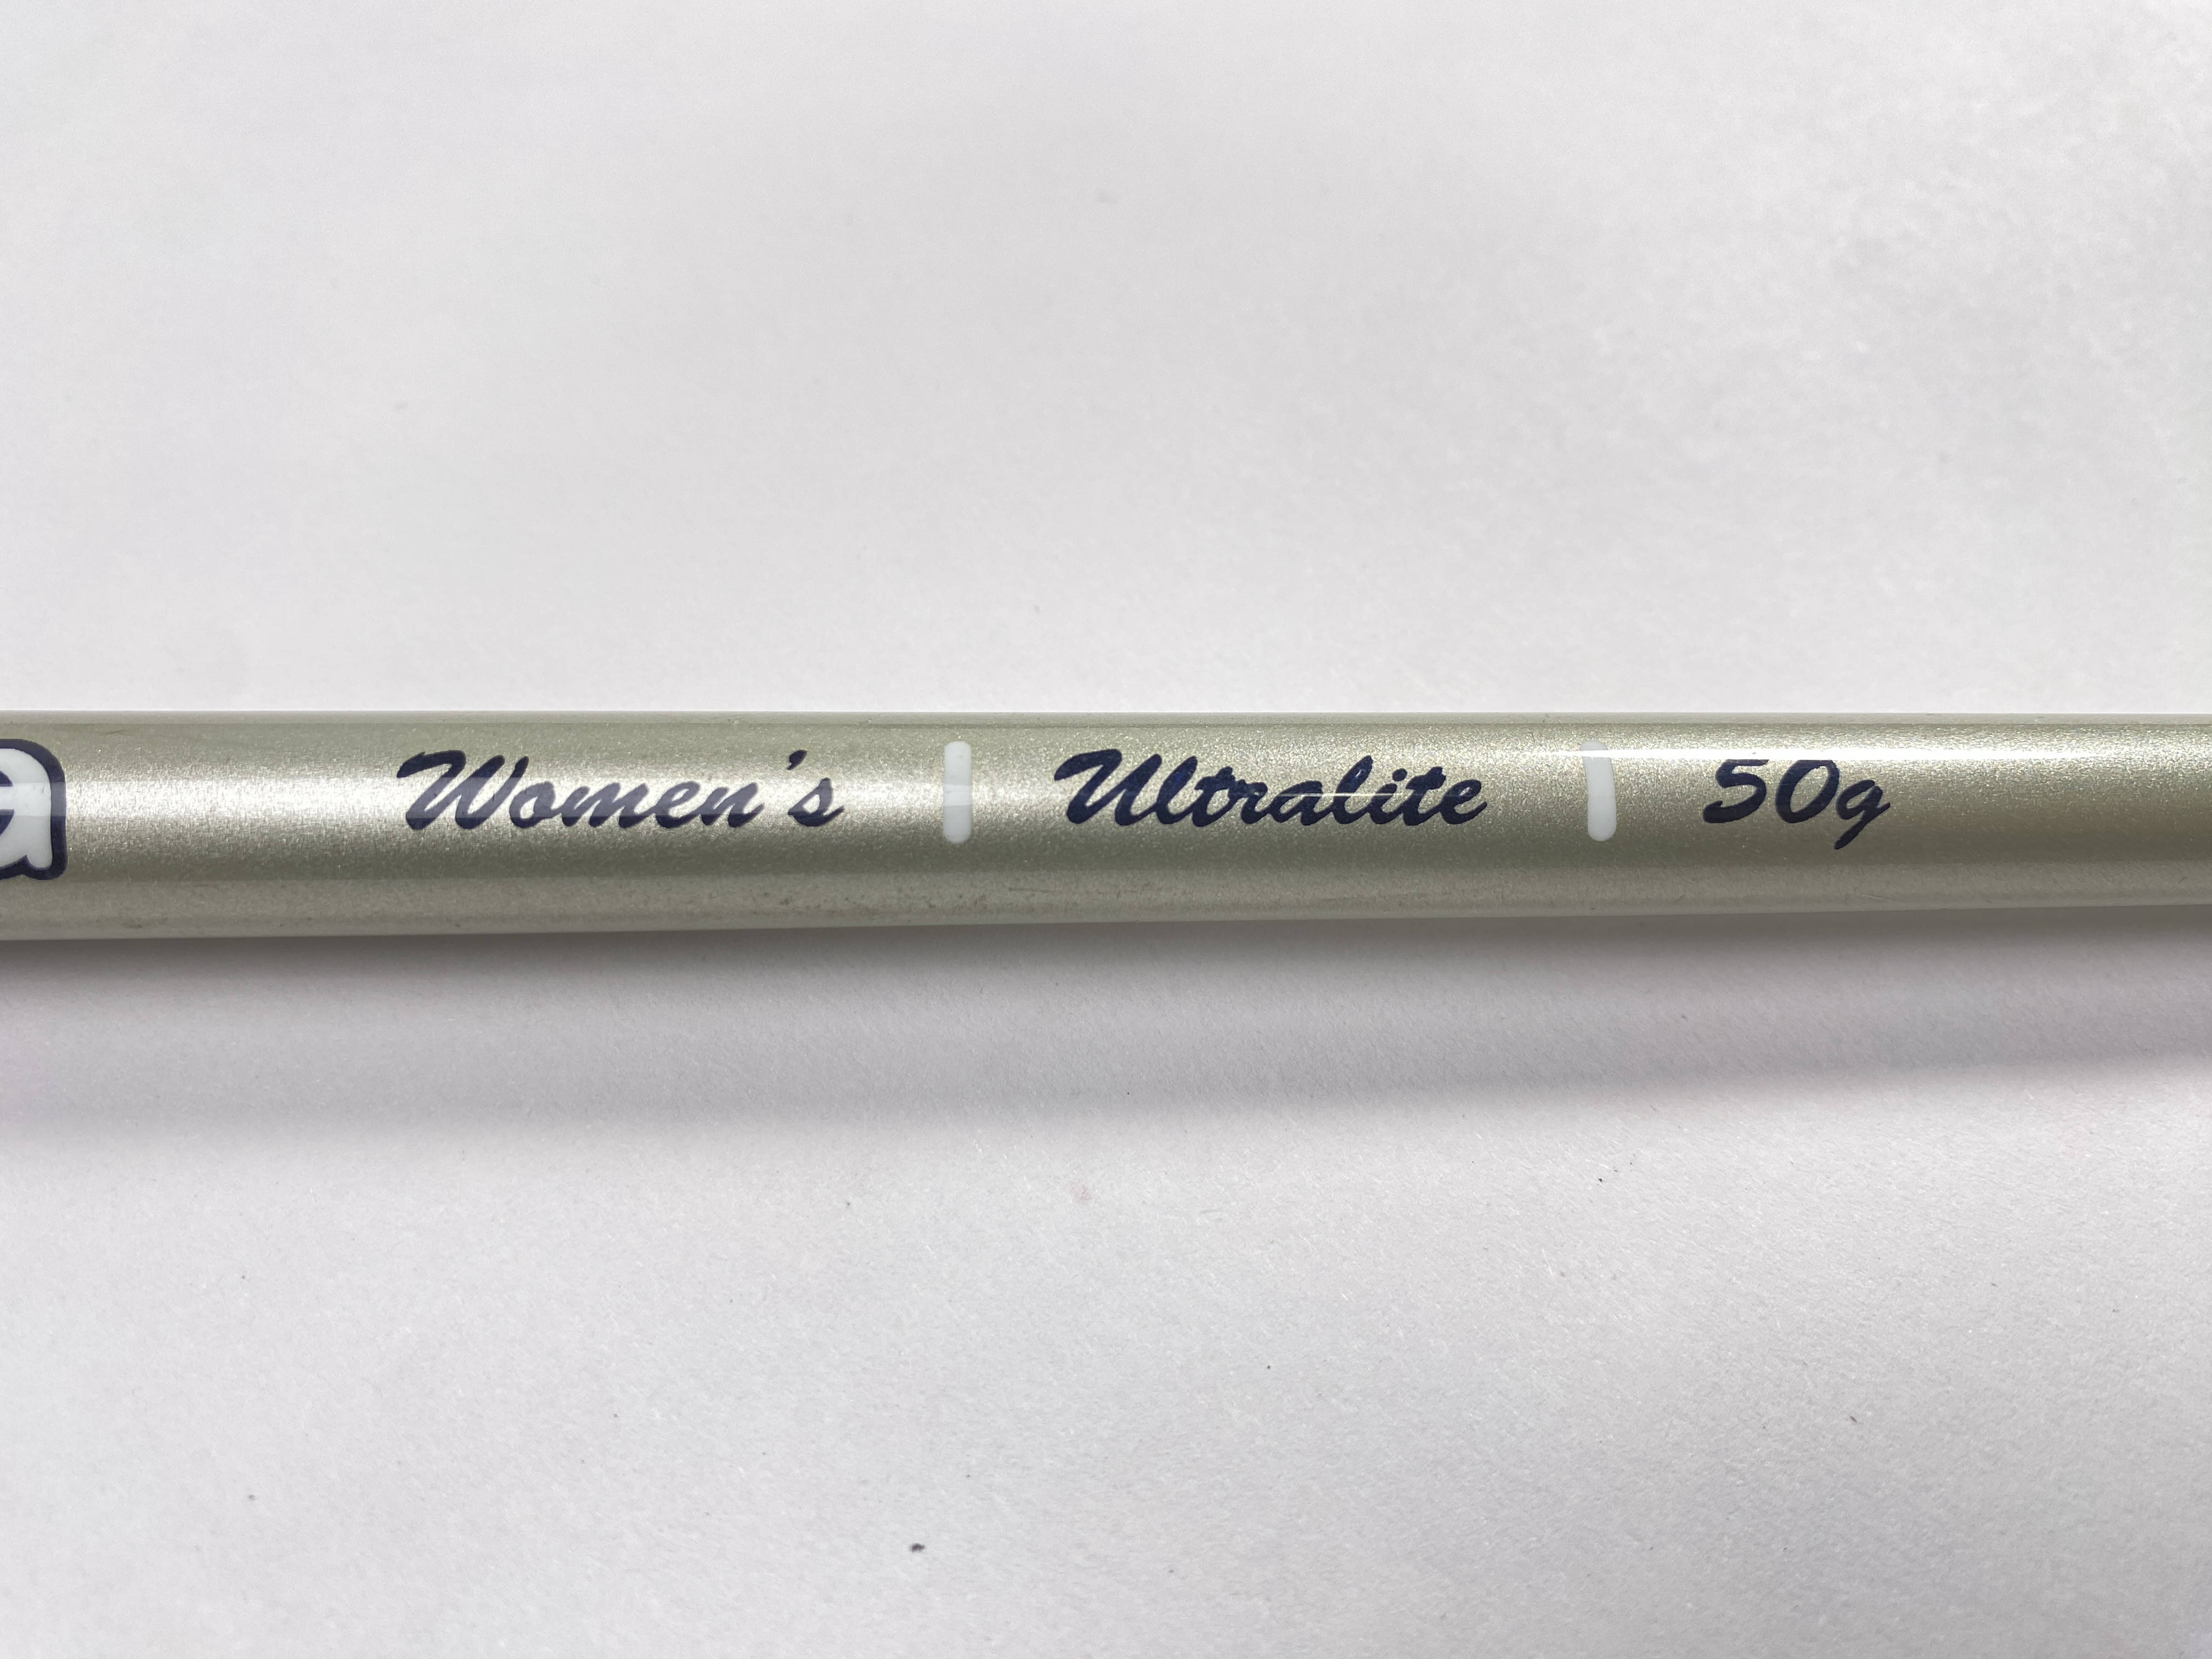 G Women's | Ultralite | 50g